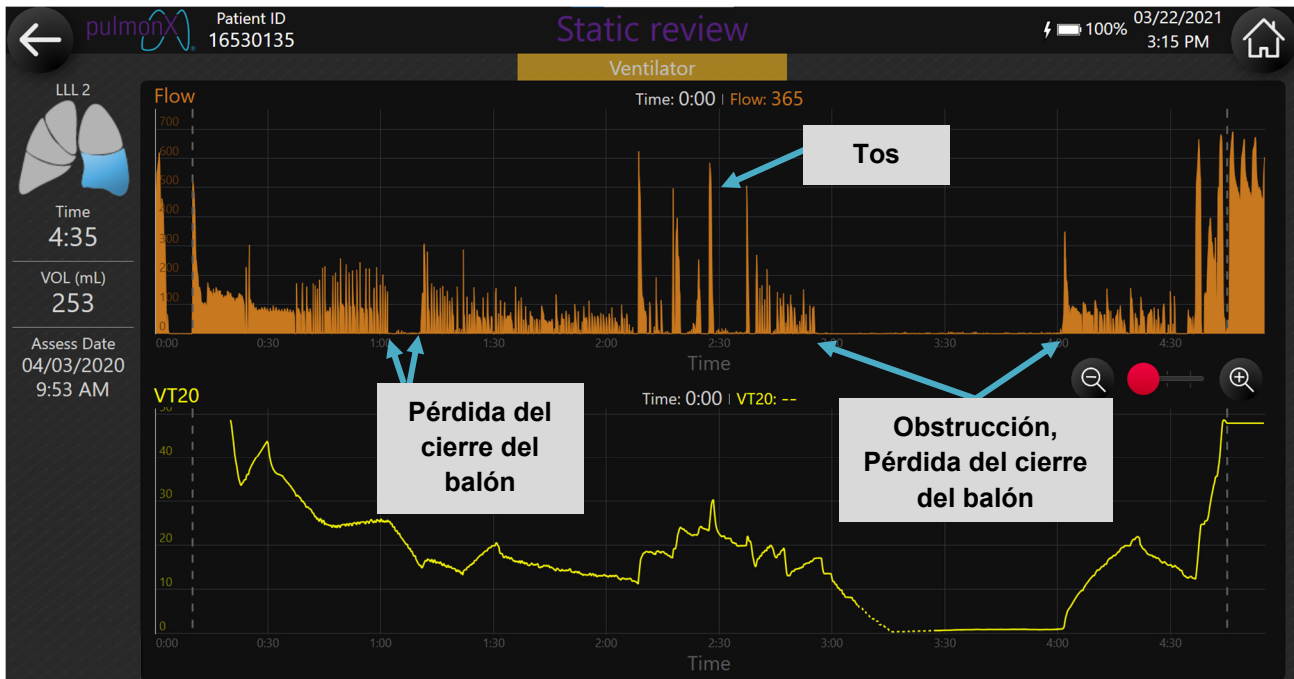 pulmonX®
Patient ID
16530135
Static review
100%
03/22/2021
3:15 PM
Ventilator
LLL 2
Time
4:35
VOL (mL)
253
Assess Date
04/03/2020
9:53 AM
Flow
Time: 0:00 | Flow: 365
700
600
500
400
300
200
100
0
0:00 0:30 1:00 1:30 2:00 2:30 3:00 3:30 4:00 4:30
Time
Tos
Pérdida del
cierre del
balón
Obstrucción,
Pérdida del cierre
del balón
VT20
Time: 0:00 | VT20: --
50
40
30
20
10
0
0:00 0:30 1:00 1:30 2:00 2:30 3:00 3:30 4:00 4:30
Time